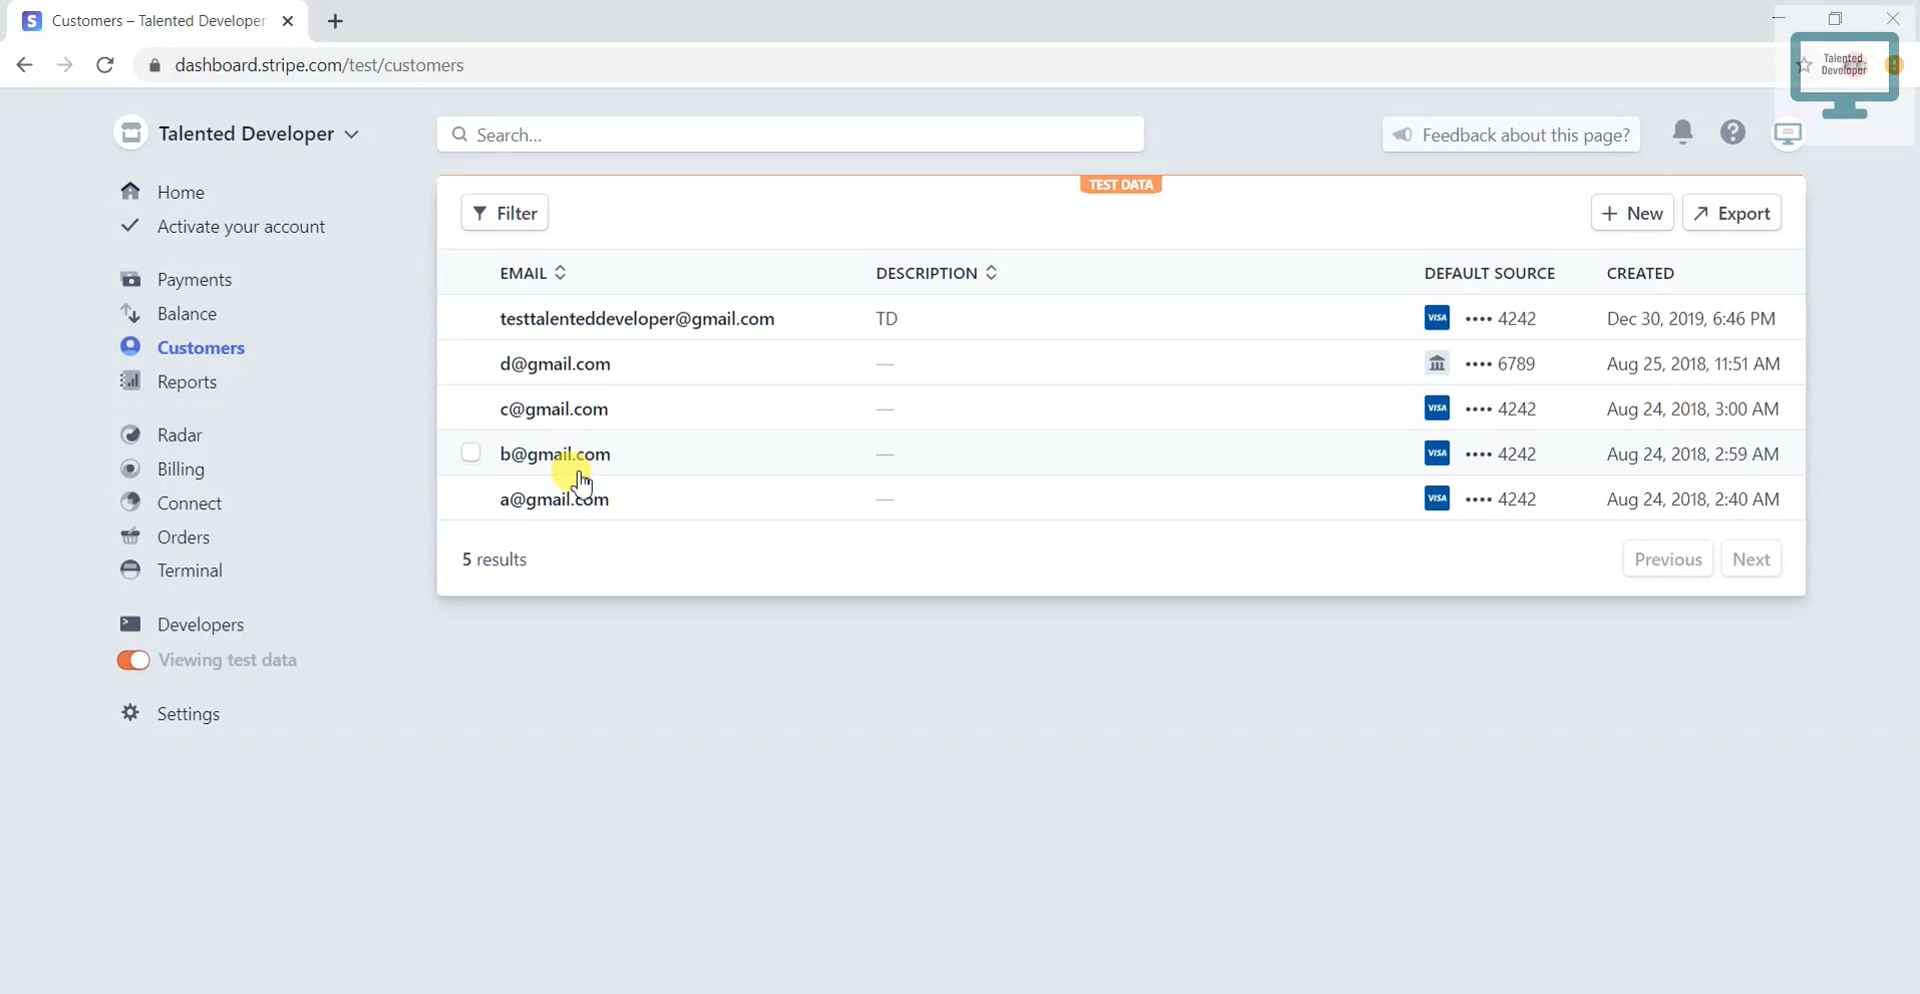 Customers – Talented Developer
dashboard.stripe.com/test/customers
Talented Developer
Talented Developer
Search...
Feedback about this page?
Home
Activate your account
Payments
Balance
Customers
Reports
Radar
Billing
Connect
Orders
Terminal
Developers
Viewing test data
Settings
TEST DATA
Filter
New
Export
EMAIL DESCRIPTION DEFAULT SOURCE CREATED
testtalenteddeveloper@gmail.com TD VISA •••• 4242 Dec 30, 2019, 6:46 PM
d@gmail.com — •••• 6789 Aug 25, 2018, 11:51 AM
c@gmail.com — VISA •••• 4242 Aug 24, 2018, 3:00 AM
b@gmail.com — VISA •••• 4242 Aug 24, 2018, 2:59 AM
a@gmail.com — VISA •••• 4242 Aug 24, 2018, 2:40 AM
5 results
Previous
Next